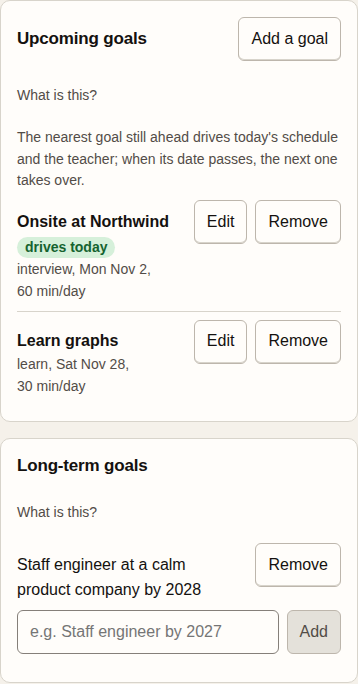 Upcoming goals
Add a goal
What is this?
The nearest goal still ahead drives today's schedule
and the teacher; when its date passes, the next one
takes over.
Onsite at Northwind
Edit
Remove
drives today
interview, Mon Nov 2,
60 min/day
Learn graphs
Edit
Remove
learn, Sat Nov 28,
30 min/day
Long-term goals
What is this?
Staff engineer at a calm
product company by 2028
Remove
e.g. Staff engineer by 2027
Add